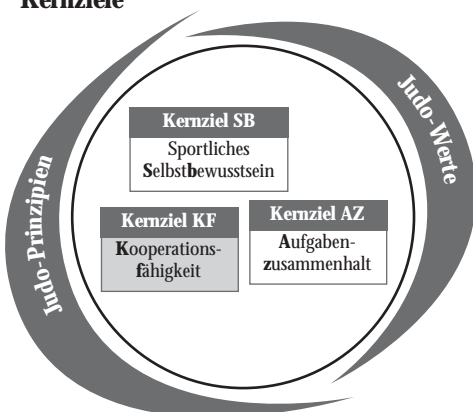 Kernziele
Judo-Werte
Kernziel SB
Sportliches
Selbstbewusstsein
Judo-Prinzipien
Kernziel KF
Kooperations-
fähigkeit
Kernziel AZ
Aufgaben-
zusammenhalt